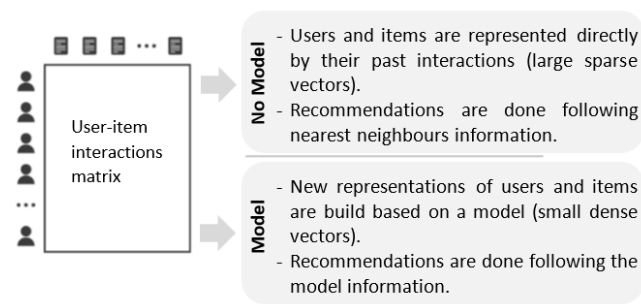 User-item
interactions
matrix
No Model
- Users and items are represented directly
by their past interactions (large sparse
vectors).
- Recommendations are done following
nearest neighbours information.
Model
- New representations of users and items
are build based on a model (small dense
vectors).
- Recommendations are done following the
model information.